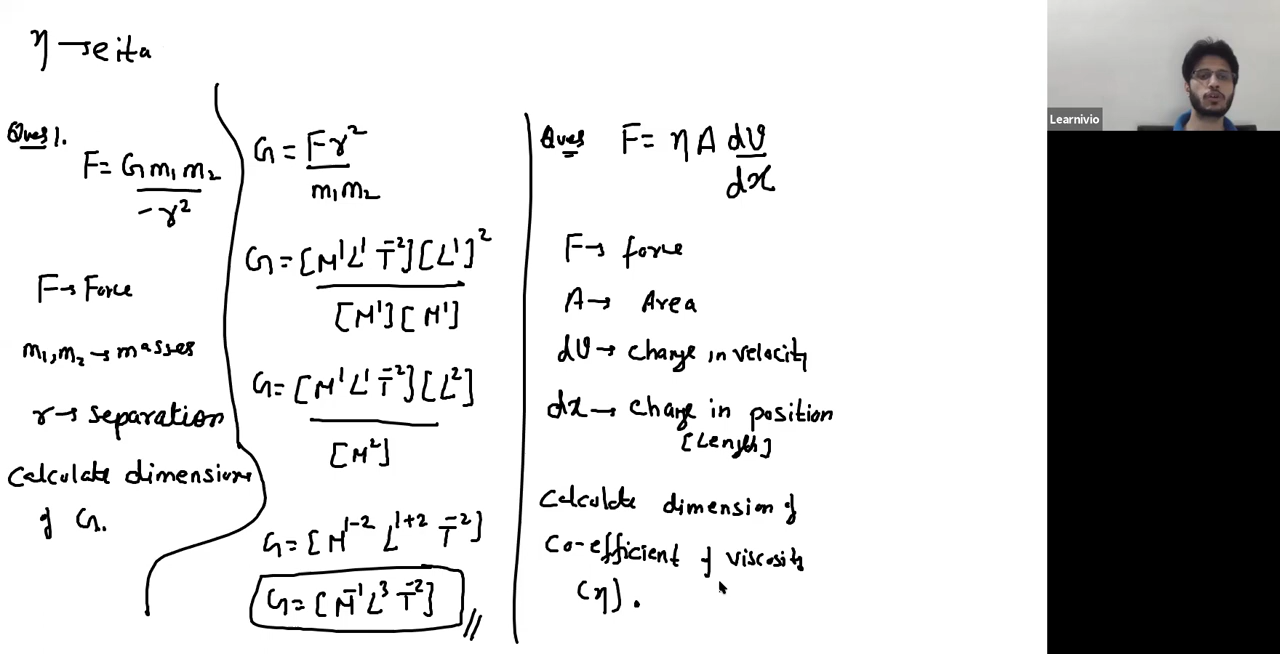 η → eita
Ques 1.
F = G m₁ m₂
- r²
F → Force
m₁, m₂ → masses
r → separation
Calculate dimensions
of G.
G = F r²
m₁ m₂
G = [M¹ L¹ T⁻²] [L¹]²
[M¹] [M¹]
G = [M¹ L¹ T⁻²] [L²]
[M²]
G = [M¹⁻² L¹⁺² T⁻²]
G = [M⁻¹ L³ T⁻²] //
Ques F = η A dv
dx
F → force
A → Area
dv → change in velocity
dx → change in position
[Length]
Calculate dimension of
Co-efficient of viscosity
(η).
Learnivio